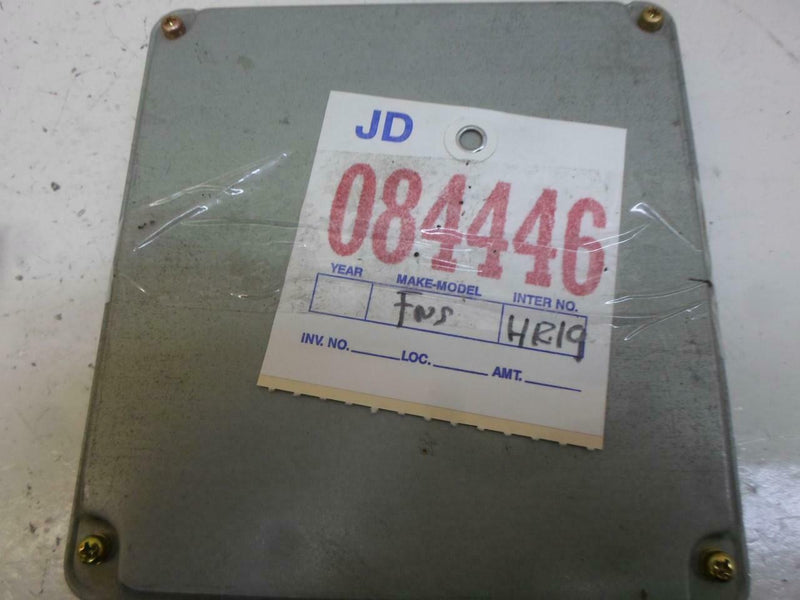 JD
084446
YEAR MAKE-MODEL INTER NO.
FNS HR19
INV. NO. LOC. AMT.